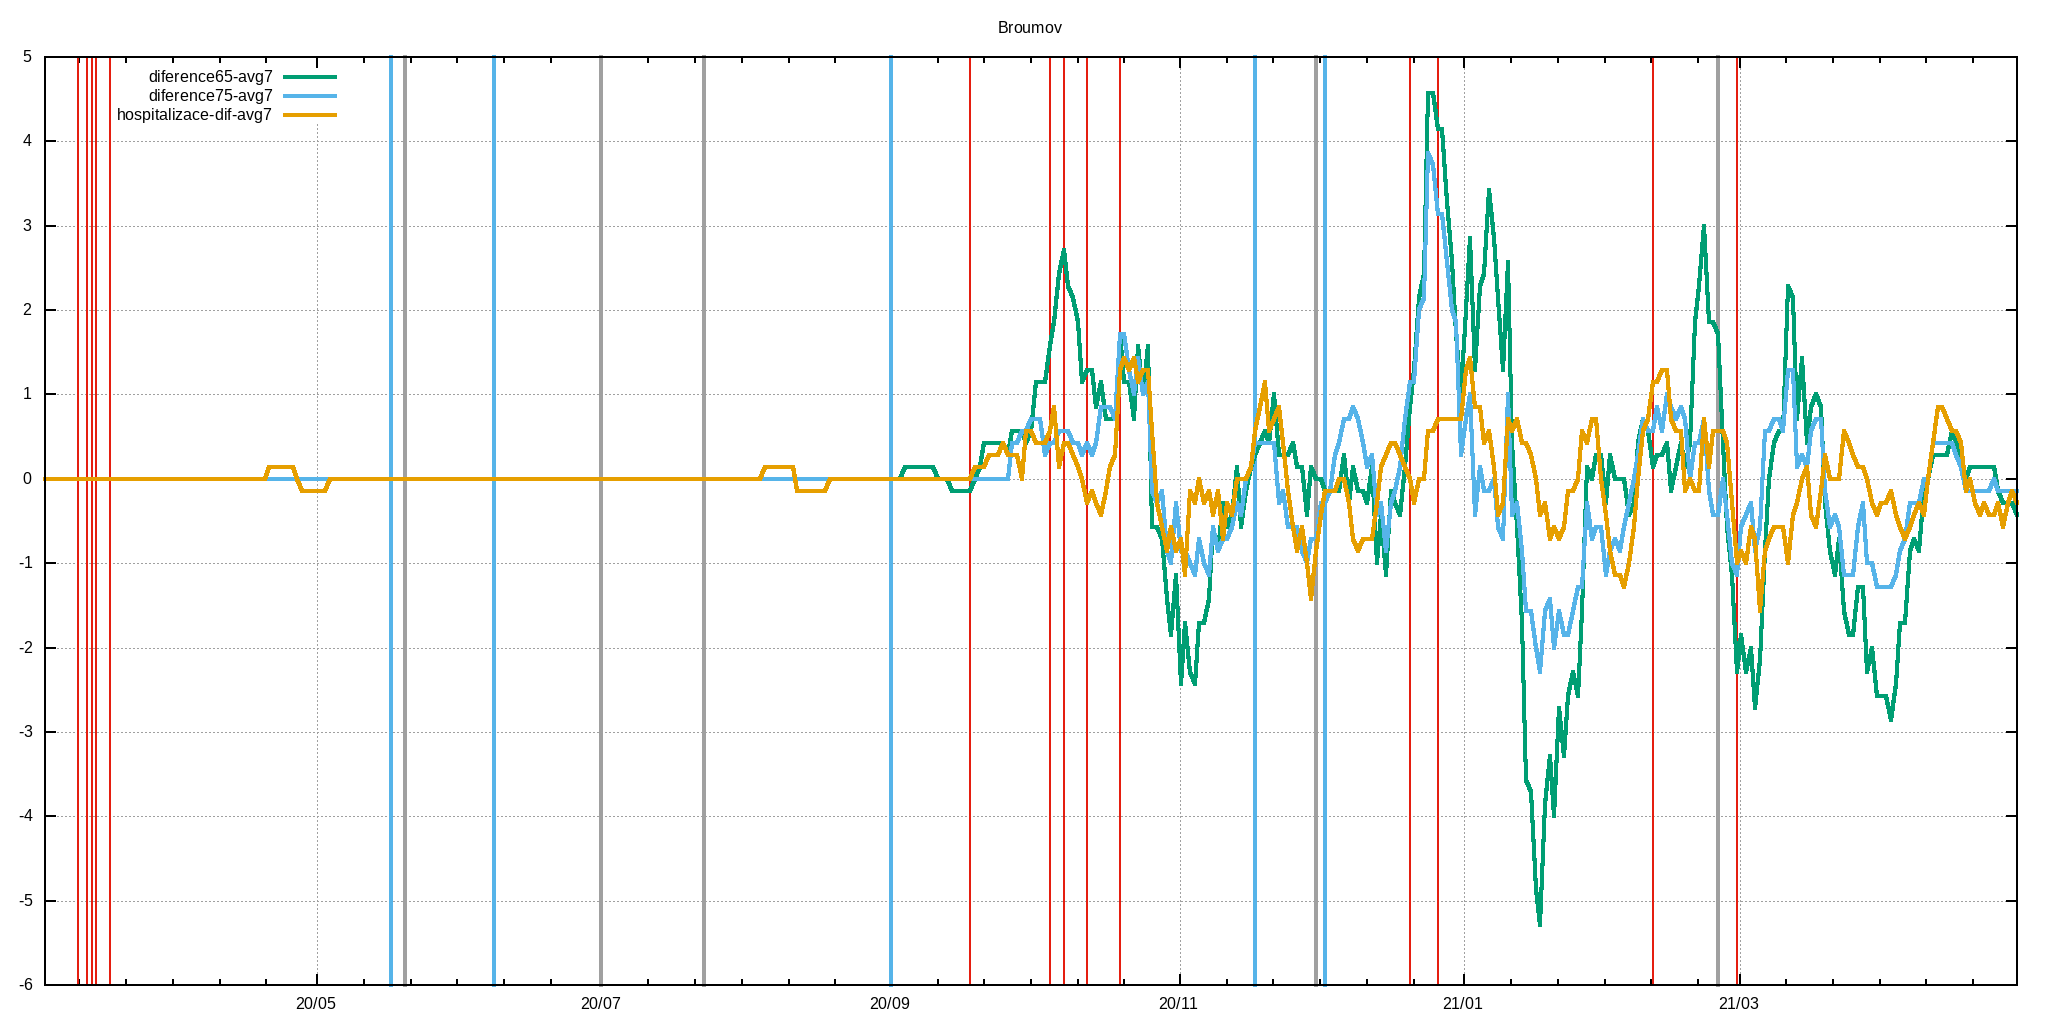 Broumov
5
4
3
2
1
0
-1
-2
-3
-4
-5
-6
diference65-avg7
diference75-avg7
hospitalizace-dif-avg7
20/05 20/07 20/09 20/11 21/01 21/03